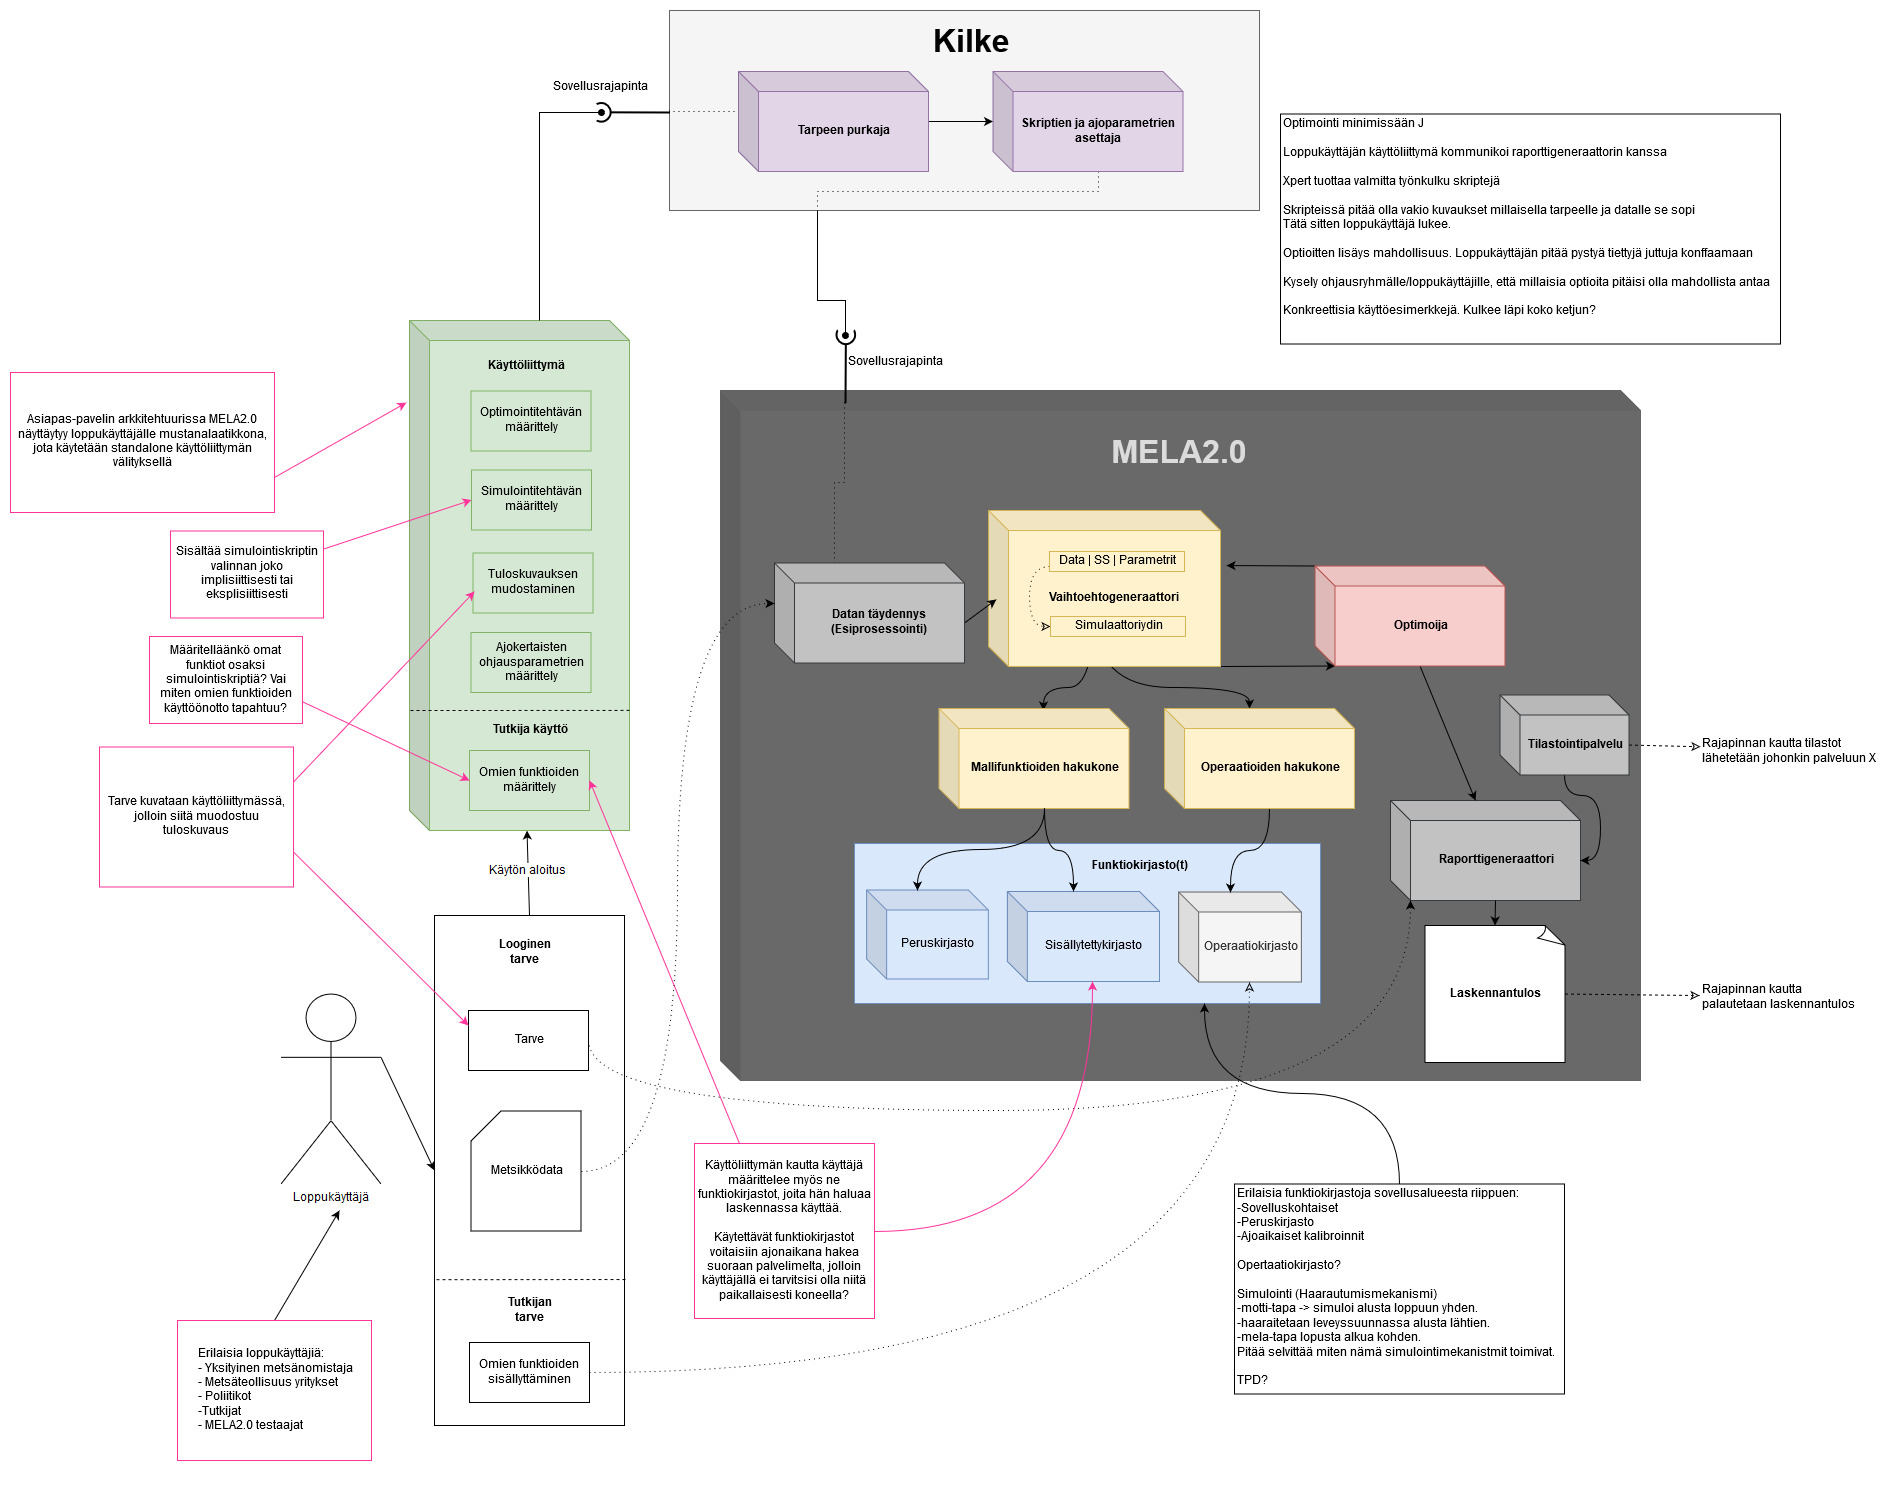 Kilke
Sovellusrajapinta
Tarpeen purkaja
Skriptien ja ajoparametrien
asettaja
Optimointi minimissään J
Loppukäyttäjän käyttöliittymä kommunikoi raporttigeneraattorin kanssa
Xpert tuottaa valmitta työnkulku skriptejä
Skripteissä pitää olla vakio kuvaukset millaisella tarpeelle ja datalle se sopi
Tätä sitten loppukäyttäjä lukee.
Optioitten lisäys mahdollisuus. Loppukäyttäjän pitää pystyä tiettyjä juttuja konffaamaan
Kysely ohjausryhmälle/loppukäyttäjille, että millaisia optioita pitäisi olla mahdollista antaa
Konkreettisia käyttöesimerkkejä. Kulkee läpi koko ketjun?
Sovellusrajapinta
Käyttöliittymä
Optimointitehtävän
määrittely
Simulointitehtävän
määrittely
Tuloskuvauksen
mudostaminen
Ajokertaisten
ohjausparametrien
määrittely
Tutkija käyttö
Omien funktioiden
määrittely
Asiapas-pavelin arkkitehtuurissa MELA2.0
näyttäytyy loppukäyttäjälle mustanalaatikkona,
jota käytetään standalone käyttöliittymän
välityksellä
Sisältää simulointiskriptin
valinnan joko
implisiittisesti tai
eksplisiittisesti
Määritelläänkö omat
funktiot osaksi
simulointiskriptiä? Vai
miten omien funktioiden
käyttöönotto tapahtuu?
Tarve kuvataan käyttöliittymässä,
jolloin siitä muodostuu
tuloskuvaus
MELA2.0
Datan täydennys
(Esiprosessointi)
Data | SS | Parametrit
Vaihtoehtogeneraattori
Simulaattoriydin
Optimoija
Mallifunktioiden hakukone
Operaatioiden hakukone
Tilastointipalvelu
Rajapinnan kautta tilastot
lähetetään johonkin palveluun X
Raporttigeneraattori
Funktiokirjasto(t)
Peruskirjasto
Sisällytettykirjasto
Operaatiokirjasto
Laskennantulos
Rajapinnan kautta
palautetaan laskennantulos
Käytön aloitus
Looginen
tarve
Tarve
Metsikködata
Tutkijan
tarve
Omien funktioiden
sisällyttäminen
Loppukäyttäjä
Erilaisia loppukäyttäjiä:
- Yksityinen metsänomistaja
- Metsäteollisuus yritykset
- Poliitikot
-Tutkijat
- MELA2.0 testaajat
Käyttöliittymän kautta käyttäjä
määrittelee myös ne
funktiokirjastot, joita hän haluaa
laskennassa käyttää.
Käytettävät funktiokirjastot
voitaisiin ajonaikana hakea
suoraan palvelimelta, jolloin
käyttäjällä ei tarvitsisi olla niitä
paikallaisesti koneella?
Erilaisia funktiokirjastoja sovellusalueesta riippuen:
-Sovelluskohtaiset
-Peruskirjasto
-Ajoaikaiset kalibroinnit
Opertaatiokirjasto?
Simulointi (Haarautumismekanismi)
-motti-tapa -> simuloi alusta loppuun yhden.
-haaraitetaan leveyssuunnassa alusta lähtien.
-mela-tapa lopusta alkua kohden.
Pitää selvittää miten nämä simulointimekanistmit toimivat.
TPD?